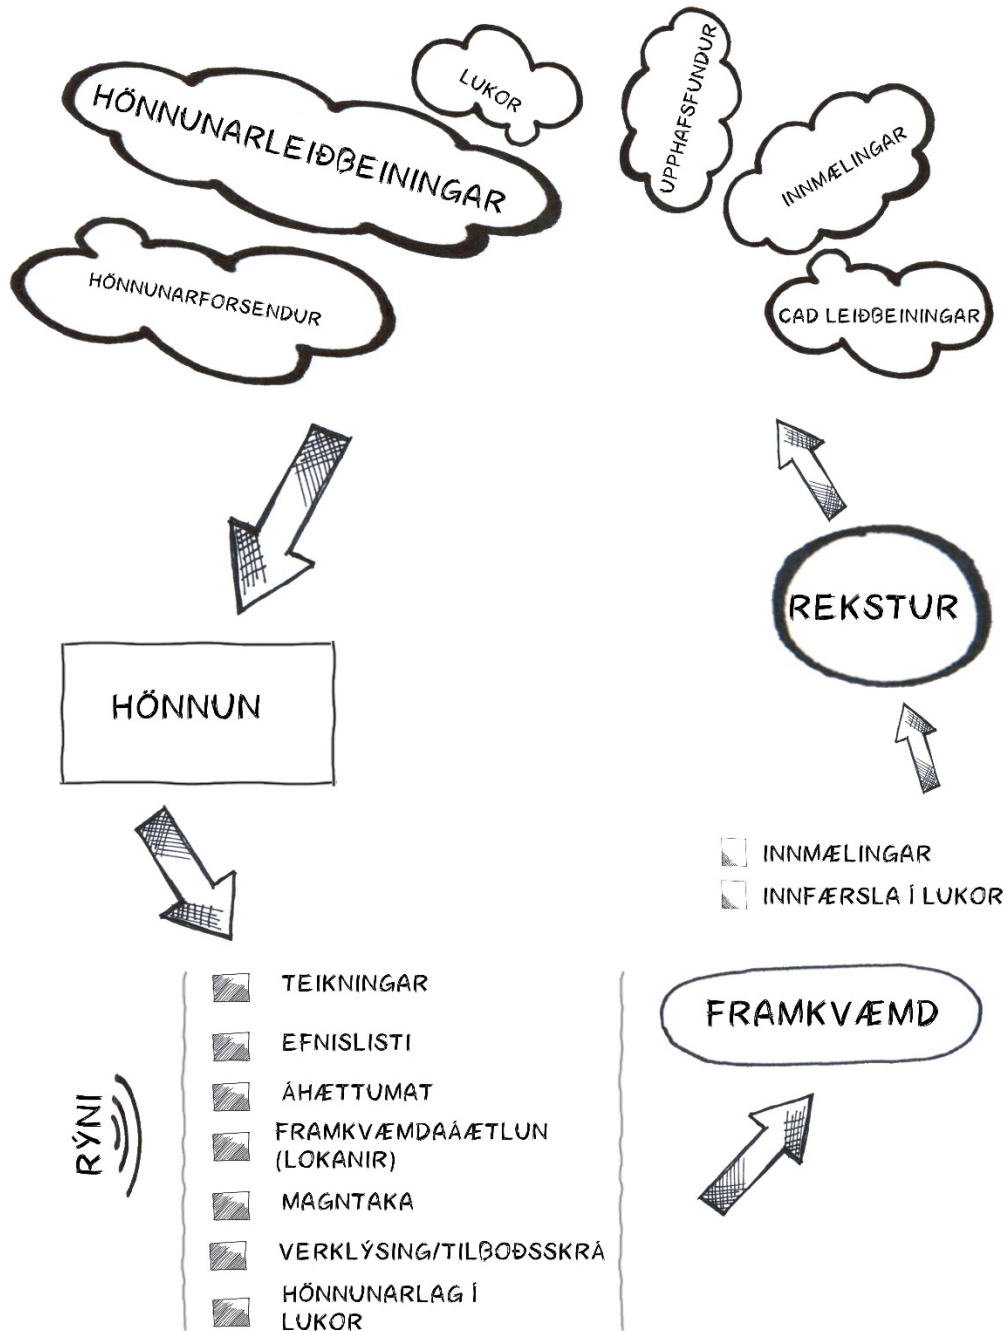 LUKOR
UPPHAFSFUNDUR
HÖNNUNARLEIÐBEININGAR
INNMÆLINGAR
HÖNNUNARFORSENDUR
CAD LEIÐBEININGAR
REKSTUR
HÖNNUN
INNMÆLINGAR
INNFÆRSLA Í LUKOR
FRAMKVÆMD
RÝNI
TEIKNINGAR
EFNISLISTI
ÁHÆTTUMAT
FRAMKVÆMDAÁÆTLUN
(LOKANIR)
MAGNTAKA
VERKLÝSING/TILBOÐSSKRÁ
HÖNNUNARLAG Í
LUKOR